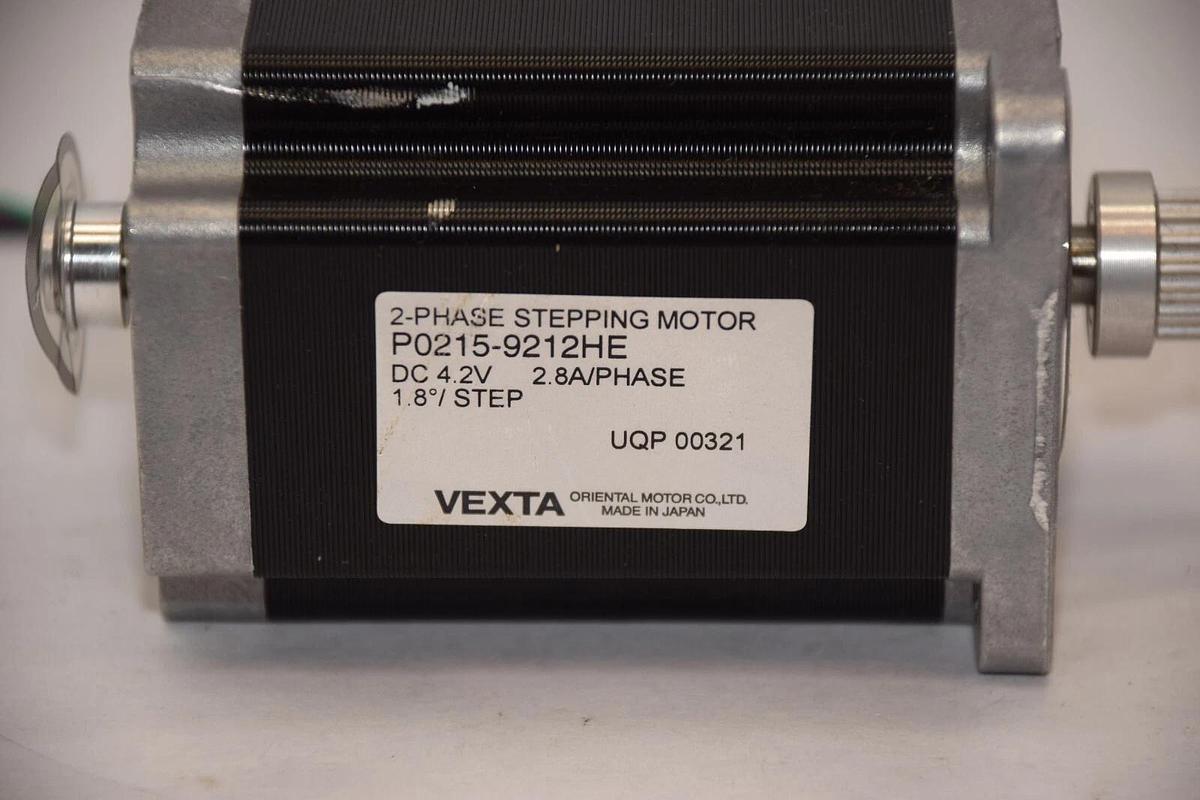 2-PHASE STEPPING MOTOR
P0215-9212HE
DC 4.2V 2.8A/PHASE
1.8°/ STEP
UQP 00321
VEXTA ORIENTAL MOTOR CO.,LTD.
MADE IN JAPAN